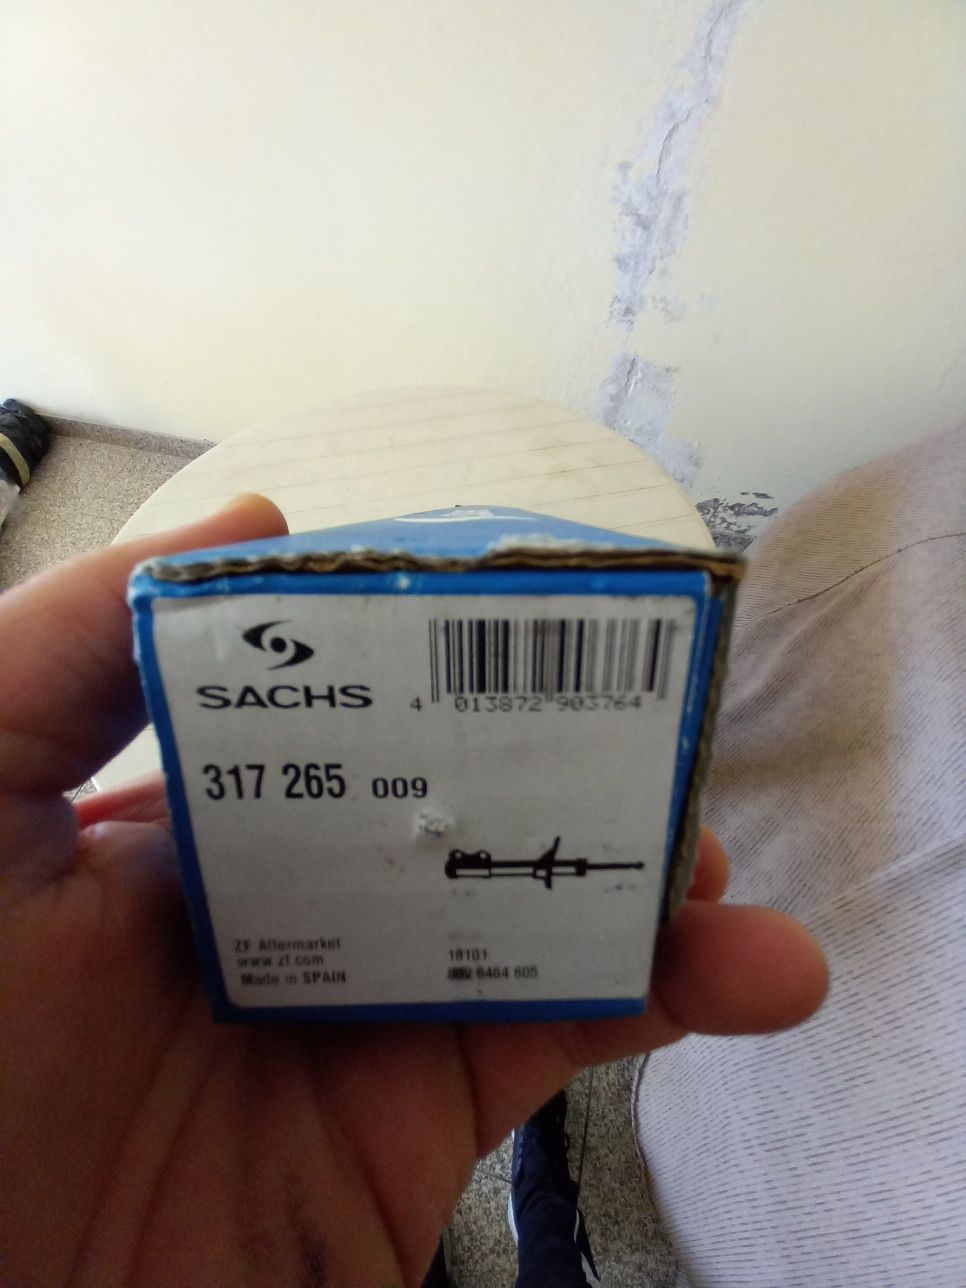 SACHS
4 013872 903764
317 265 009
ZF Aftermarket
www.zf.com
Made in SPAIN
18101
6464 605